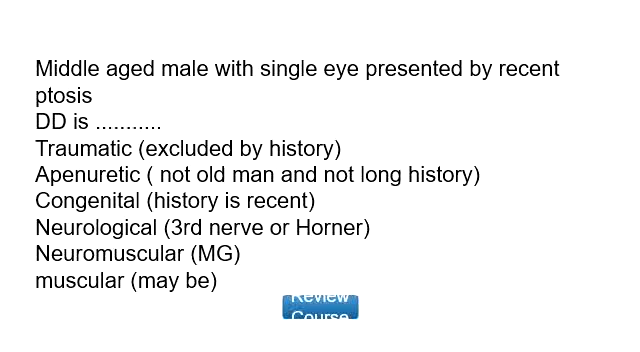 Middle aged male with single eye presented by recent
ptosis
DD is ...........
Traumatic (excluded by history)
Apenuretic ( not old man and not long history)
Congenital (history is recent)
Neurological (3rd nerve or Horner)
Neuromuscular (MG)
muscular (may be)
Review
Course